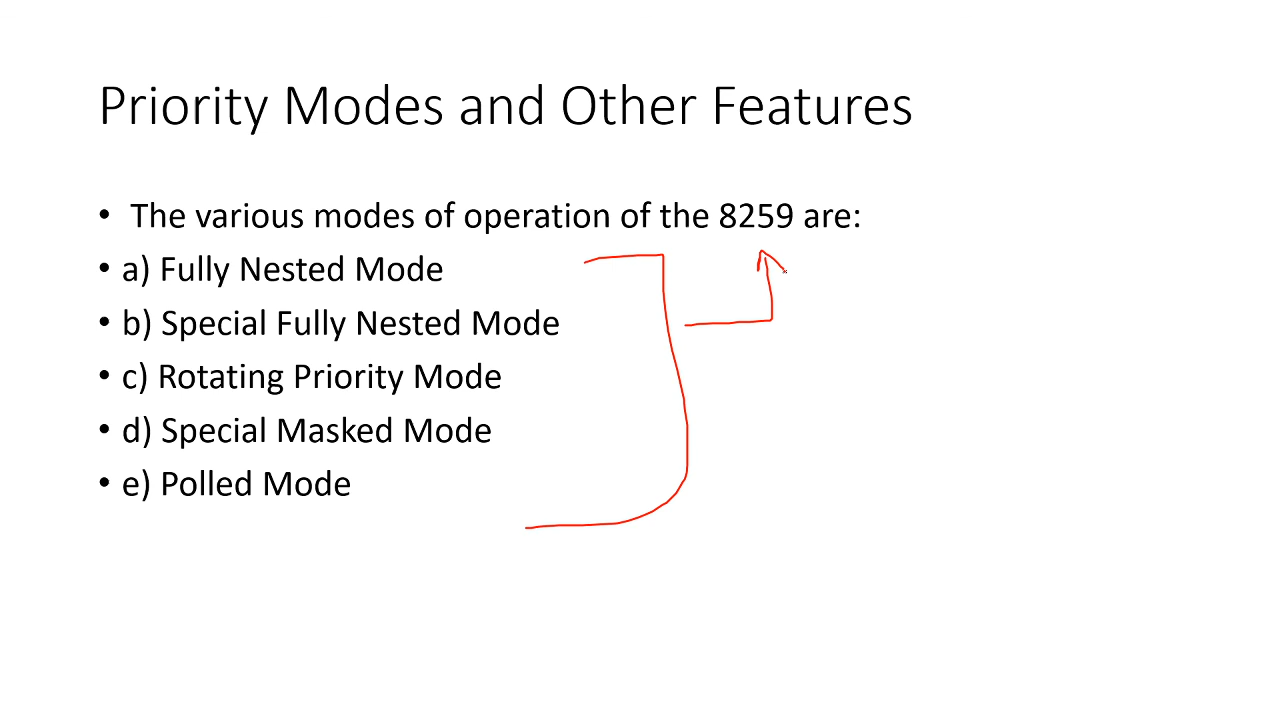 Priority Modes and Other Features
• The various modes of operation of the 8259 are:
• a) Fully Nested Mode
• b) Special Fully Nested Mode
• c) Rotating Priority Mode
• d) Special Masked Mode
• e) Polled Mode